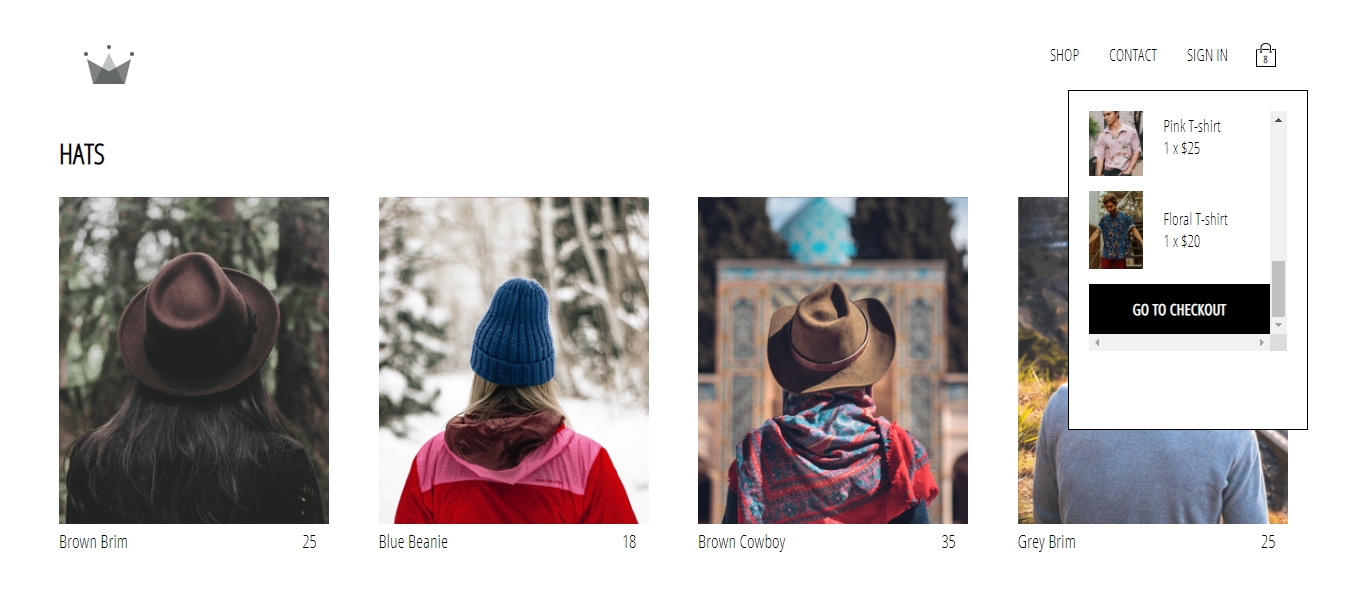 SHOP CONTACT SIGN IN 8
HATS
Pink T-shirt
1 x $25
Floral T-shirt
1 x $20
GO TO CHECKOUT
Brown Brim 25
Blue Beanie 18
Brown Cowboy 35
Grey Brim 25